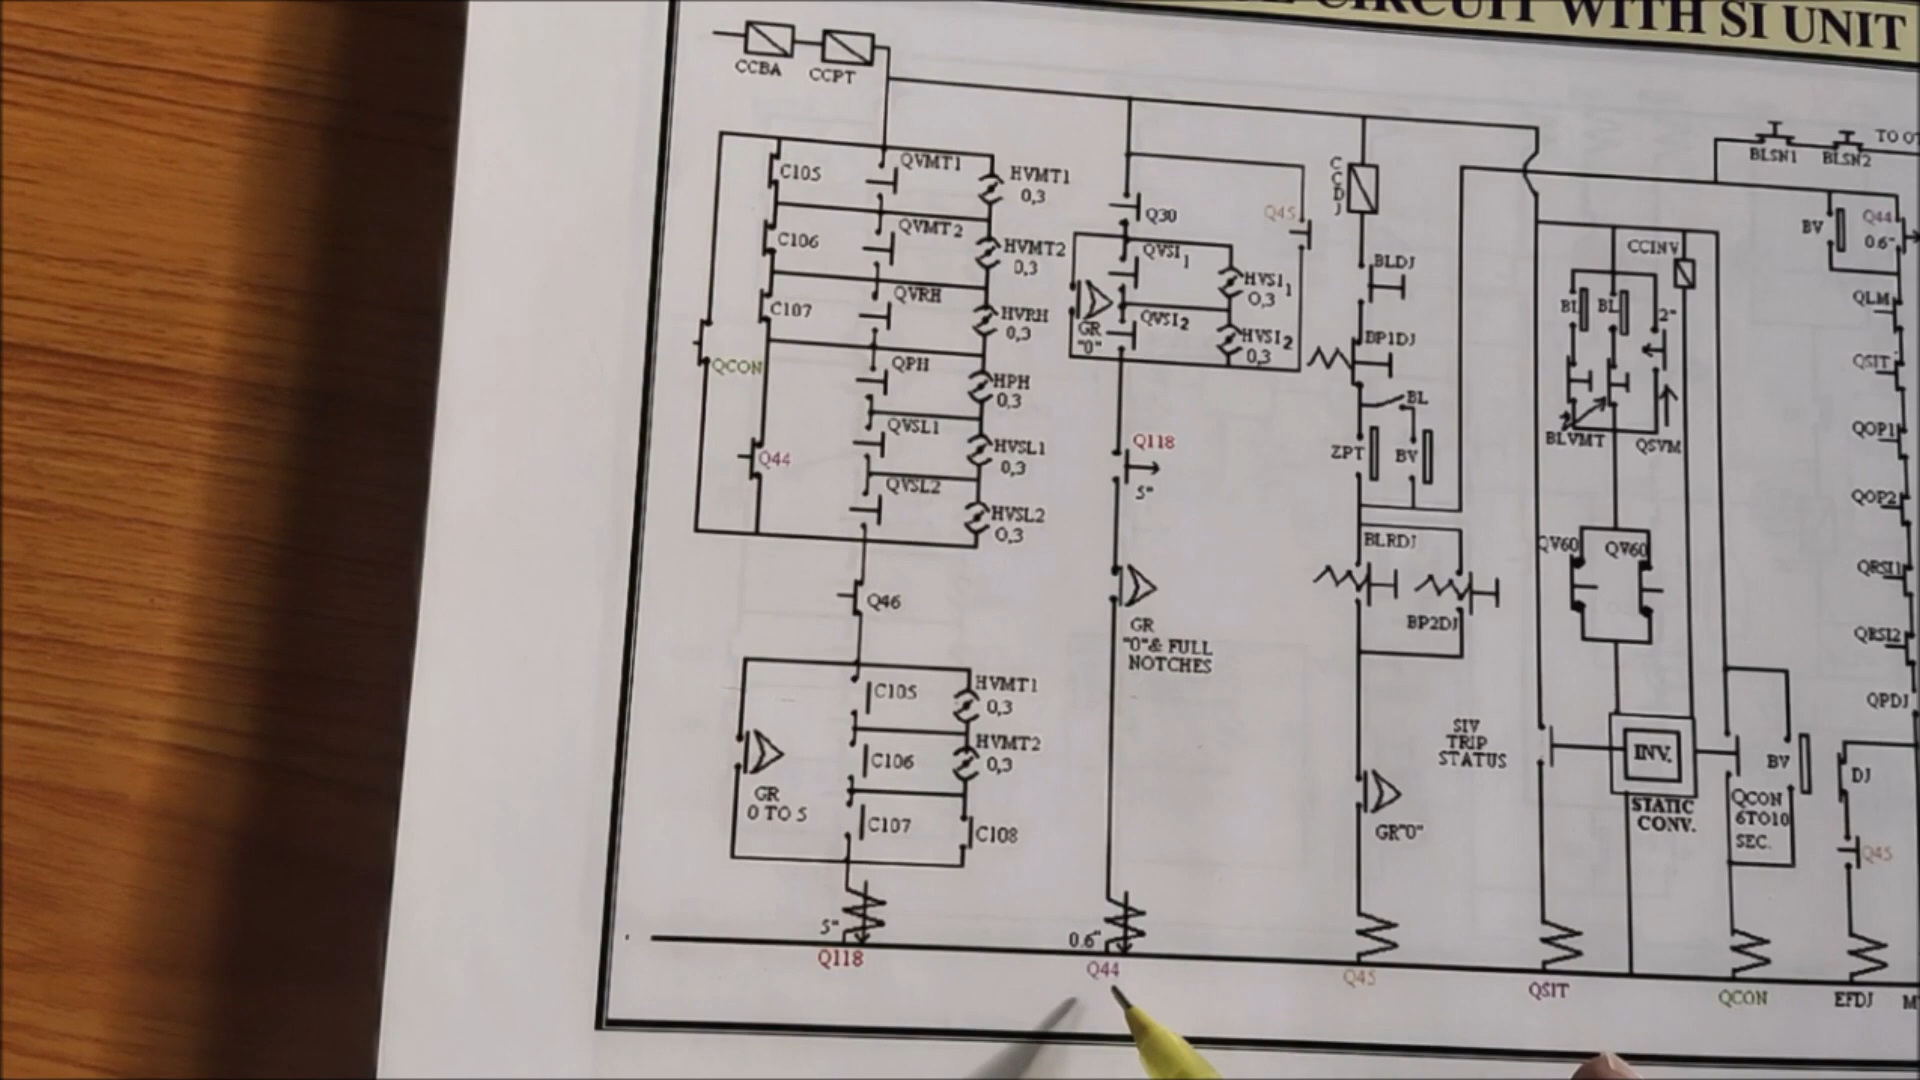 CIRCUIT WITH SI UNIT
CCBA
CCPT
QVMT1
HVMT1
0,3
C105
QVMT2
HVMT2
0,3
C106
QVRH
HVRH
0,3
C107
QCON
QPH
HPH
0,3
QVSL1
HVSL1
0,3
Q44
QVSL2
HVSL2
0,3
Q46
C105
HVMT1
0,3
C106
HVMT2
0,3
GR
0 TO 5
C107
C108
5"
Q118
Q30
Q45
QVSI1
HVSI1
0,3
GR
"0"
QVSI2
HVSI2
0,3
Q118
5"
GR
"0"& FULL
NOTCHES
0.6"
Q44
CCDJ
BLDJ
BP1DJ
BL
ZPT
BV
BLRDJ
BP2DJ
GR"0"
Q45
SIV
TRIP
STATUS
QSIT
CCINV
BL
BL
2"
BLVMT
QSVM
QV60
QV60
INV.
STATIC
CONV.
QCON
6TO10
SEC.
BV
QCON
BLSN1
BLSN2
TO
BV
Q44
0.6"
QLM
QSIT
QOP1
QOP2
QRSI1
QRSI2
QPDJ
DJ
Q45
EFDJ
M